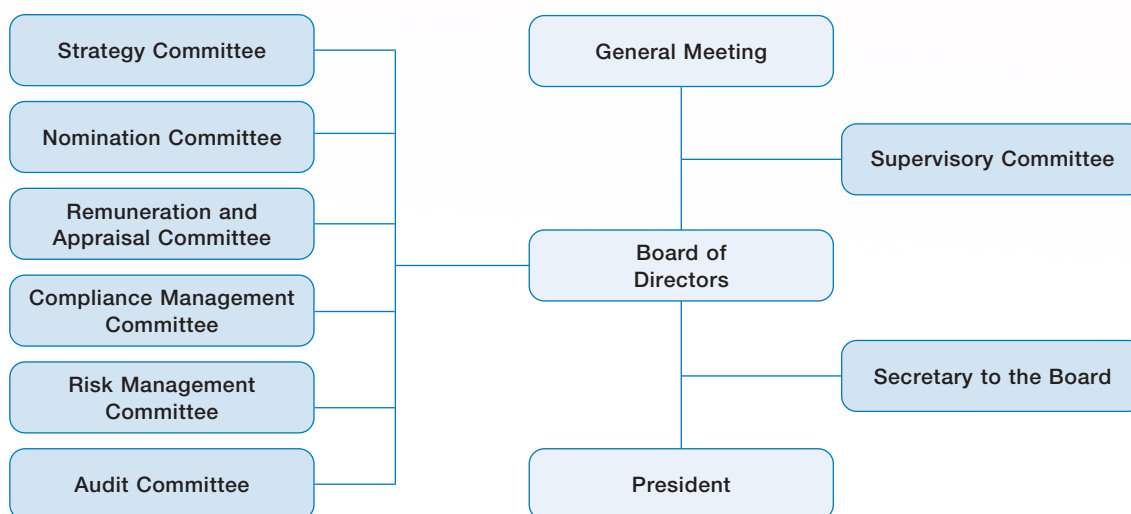 Strategy Committee
Nomination Committee
Remuneration and
Appraisal Committee
Compliance Management
Committee
Risk Management
Committee
Audit Committee
General Meeting
Supervisory Committee
Board of
Directors
Secretary to the Board
President